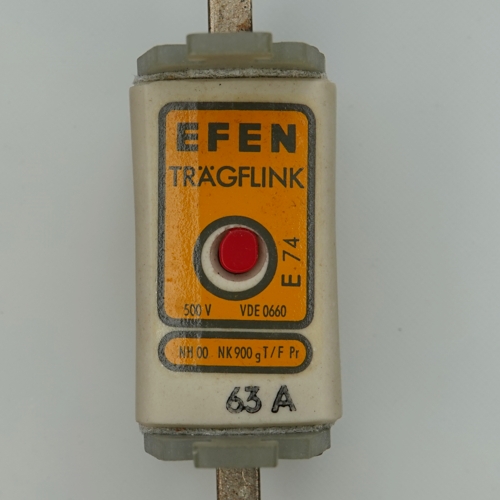 EFEN
TRÄGFLINK
E·74
500 V VDE 0660
NH 00 NK 900 g T/F Pr
63 A